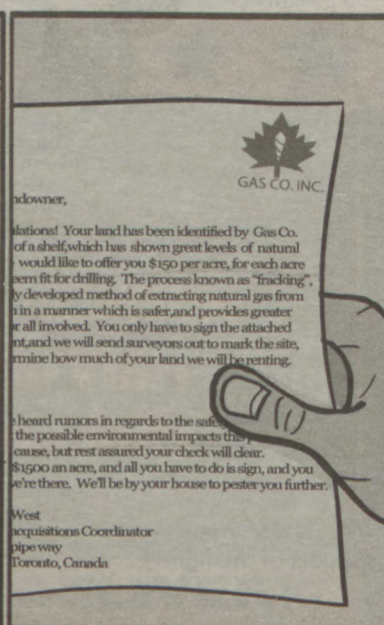 GAS CO. INC.
ndowner,
lations! Your land has been identified by Gas Co.
of a shelf,which has shown great levels of natural
would like to offer you $150 per acre, for each acre
eem fit for drilling. The process known as "fracking",
y developed method of extracting natural gas from
in a manner which is safer,and provides greater
r all involved. You only have to sign the attached
nt,and we will send surveyors out to mark the site,
rmine how much of your land we will be renting.
e heard rumors in regards to the safe
the possible environmental impacts this
cause, but rest assured your check will clear.
$1500 an acre, and all you have to do is sign, and you
e're there. We'll be by your house to pester you further.
West
acquisitions Coordinator
pipe way
Toronto, Canada